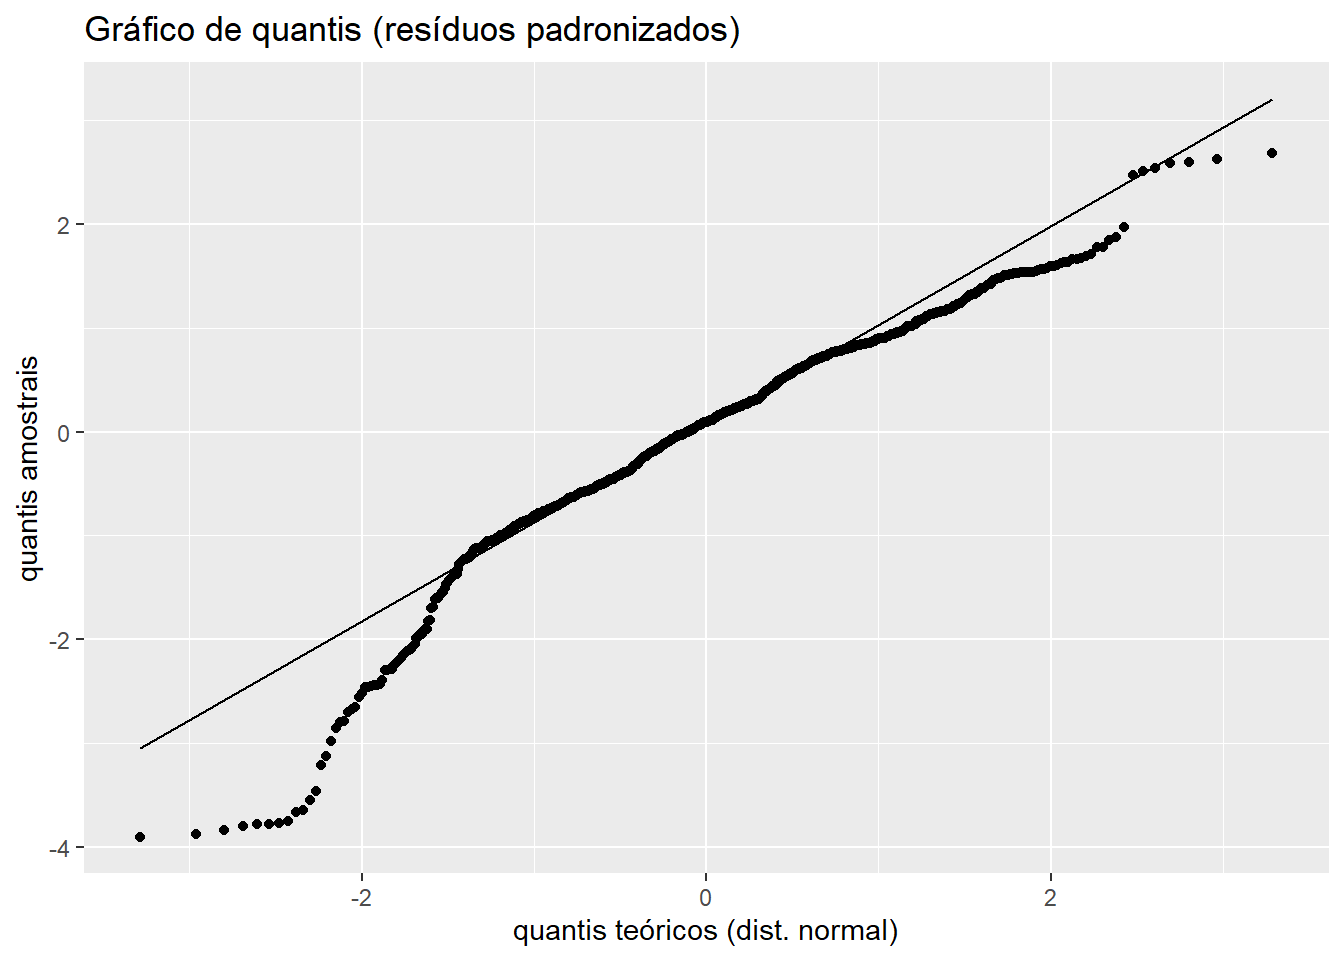 Gráfico de quantis (resíduos padronizados)
2
0
-2
-4
quantis amostrais
-2
0
2
quantis teóricos (dist. normal)